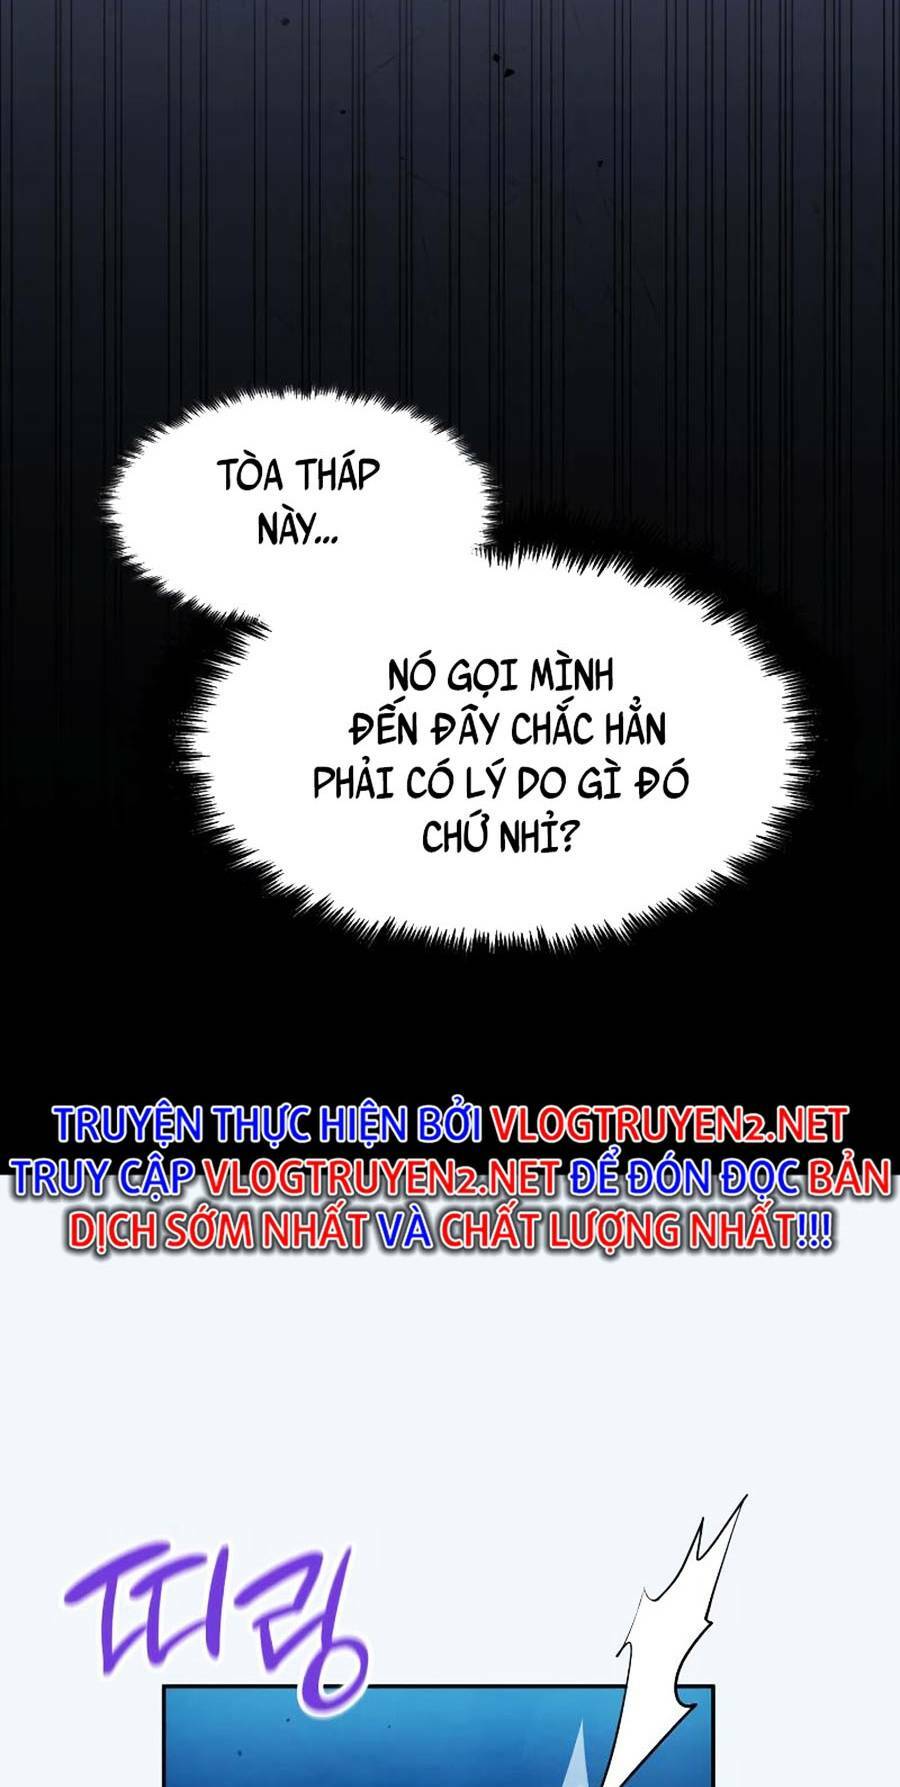 TÒA THÁP
NÀY...
NÓ GỌI MÌNH
ĐẾN ĐÂY CHẮC HẲN
PHẢI CÓ LÝ DO GÌ ĐÓ
CHỨ NHỈ?
TRUYỆN THỰC HIỆN BỞI VLOGTRUYEN2.NET
TRUY CẬP VLOGTRUYEN2.NET ĐỂ ĐÓN ĐỌC BẢN
DỊCH SỚM NHẤT VÀ CHẤT LƯỢNG NHẤT!!!
띠링